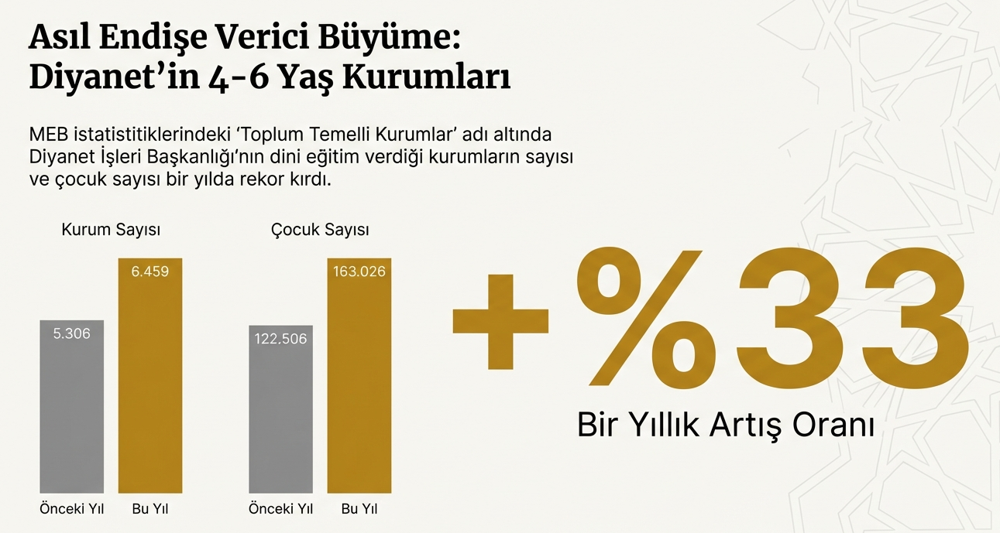 Asıl Endişe Verici Büyüme:
Diyanet’in 4-6 Yaş Kurumları
MEB istatistitiklerindeki ‘Toplum Temelli Kurumlar’ adı altında
Diyanet İşleri Başkanlığı’nın dini eğitim verdiği kurumların sayısı
ve çocuk sayısı bir yılda rekor kırdı.
Kurum Sayısı
5.306
6.459
Önceki Yıl
Bu Yıl
Çocuk Sayısı
122.506
163.026
Önceki Yıl
Bu Yıl
+%33
Bir Yıllık Artış Oranı